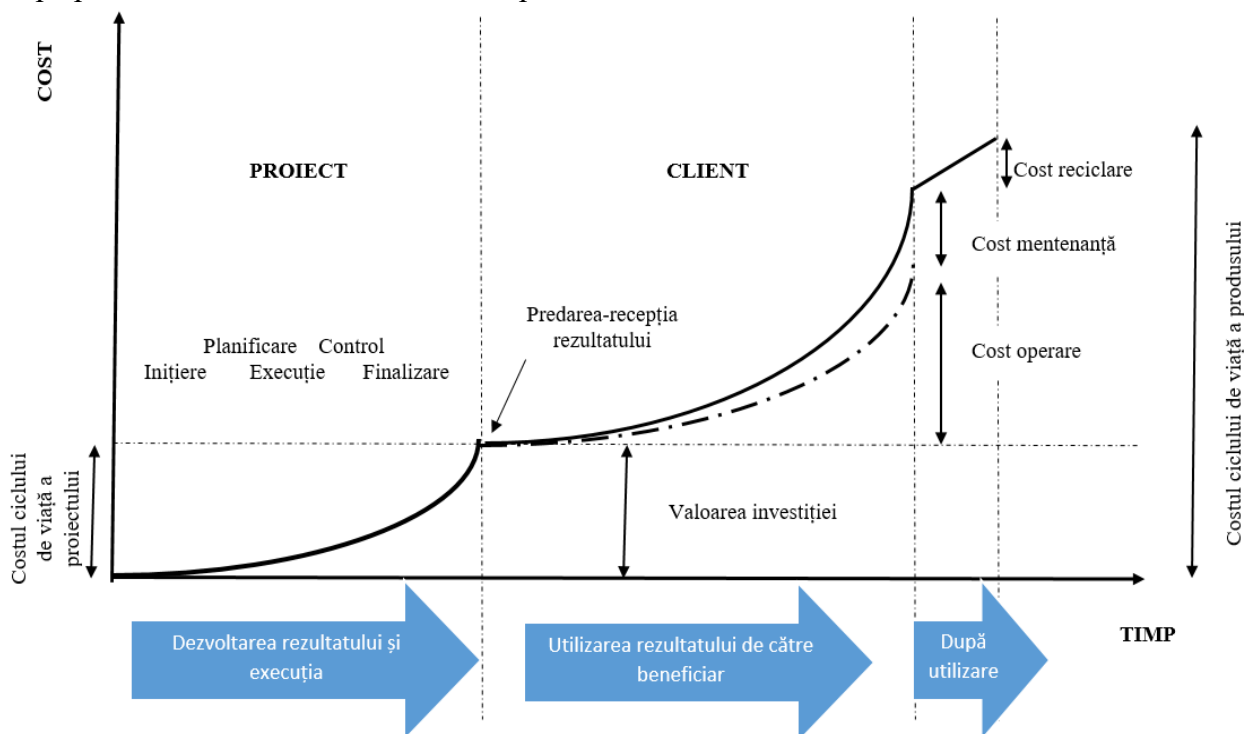 COST
PROIECT
CLIENT
Cost reciclare
Cost mentenanță
Predarea-recepția
rezultatului
Planificare Control
Inițiere Execuție Finalizare
Cost operare
Costul ciclului
de viață a
proiectului
Valoarea investiției
Costul ciclului de viață a produsului
TIMP
Dezvoltarea rezultatului și
execuția
Utilizarea rezultatului de către
beneficiar
După
utilizare